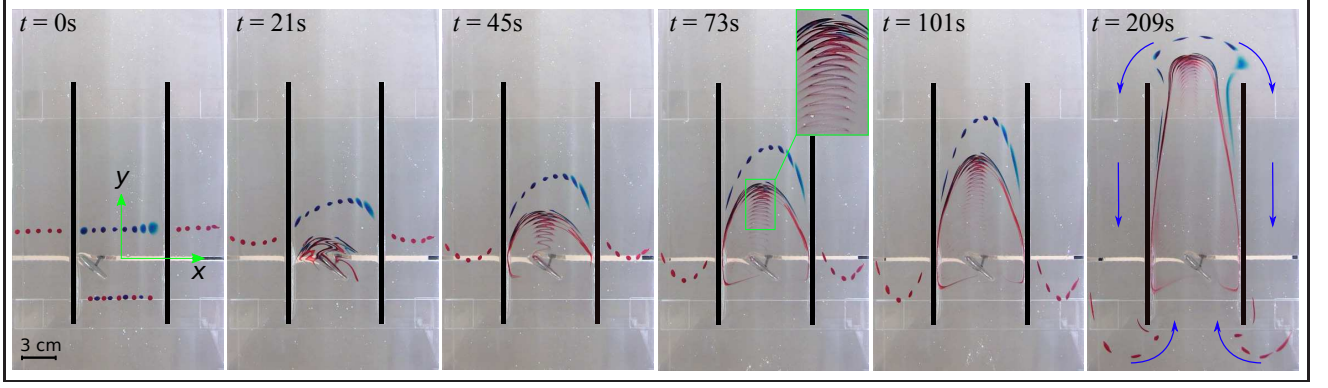 t = 0s
t = 21s
t = 45s
t = 73s
t = 101s
t = 209s
y
x
3 cm